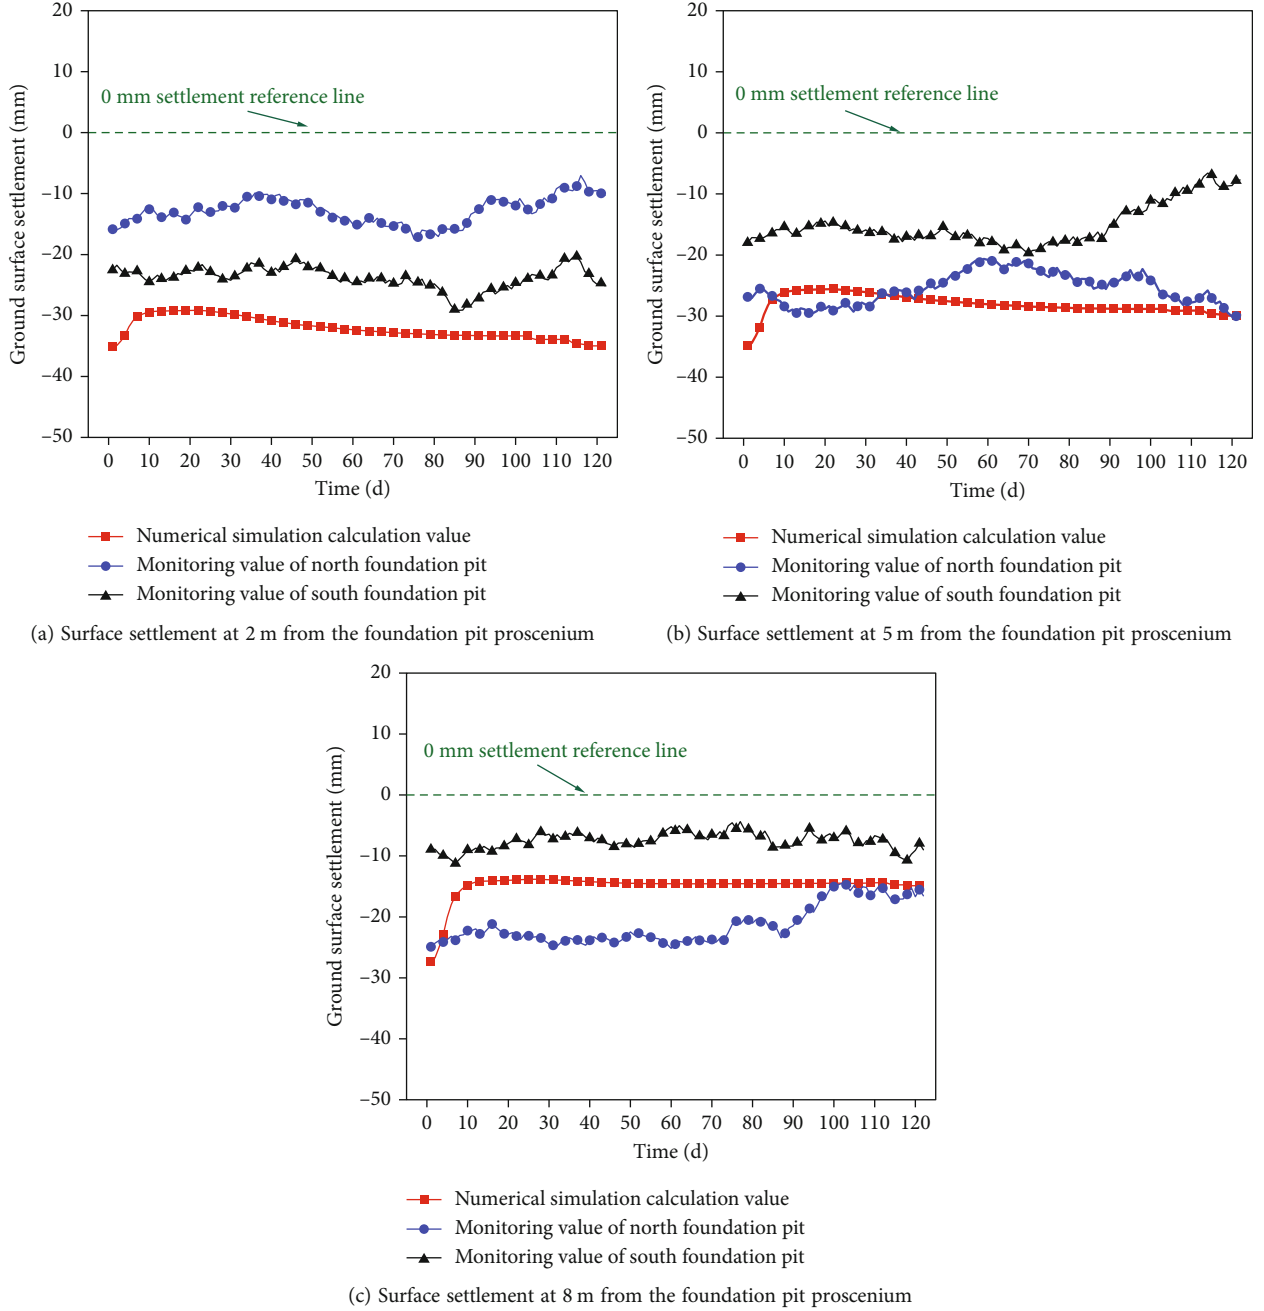 20
10
0
−10
−20
−30
−40
−50
Ground surface settlement (mm)
0 mm settlement reference line
0 10 20 30 40 50 60 70 80 90 100 110 120
Time (d)
Numerical simulation calculation value
Monitoring value of north foundation pit
Monitoring value of south foundation pit
(a) Surface settlement at 2 m from the foundation pit proscenium
20
10
0
−10
−20
−30
−40
−50
Ground surface settlement (mm)
0 mm settlement reference line
0 10 20 30 40 50 60 70 80 90 100 110 120
Time (d)
Numerical simulation calculation value
Monitoring value of north foundation pit
Monitoring value of south foundation pit
(b) Surface settlement at 5 m from the foundation pit proscenium
20
10
0
−10
−20
−30
−40
−50
Ground surface settlement (mm)
0 mm settlement reference line
0 10 20 30 40 50 60 70 80 90 100 110 120
Time (d)
Numerical simulation calculation value
Monitoring value of north foundation pit
Monitoring value of south foundation pit
(c) Surface settlement at 8 m from the foundation pit proscenium